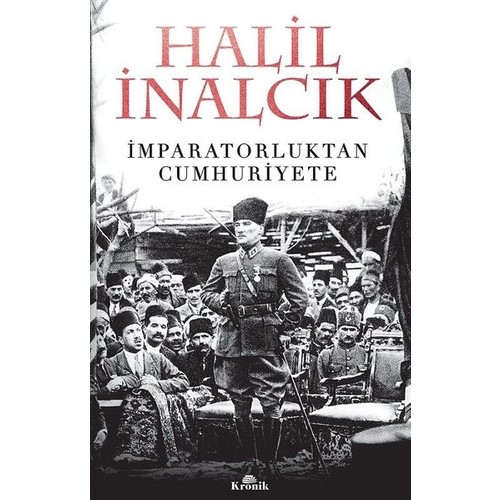 HALİL
İNALCIK
İMPARATORLUKTAN
CUMHURİYETE
Kronik